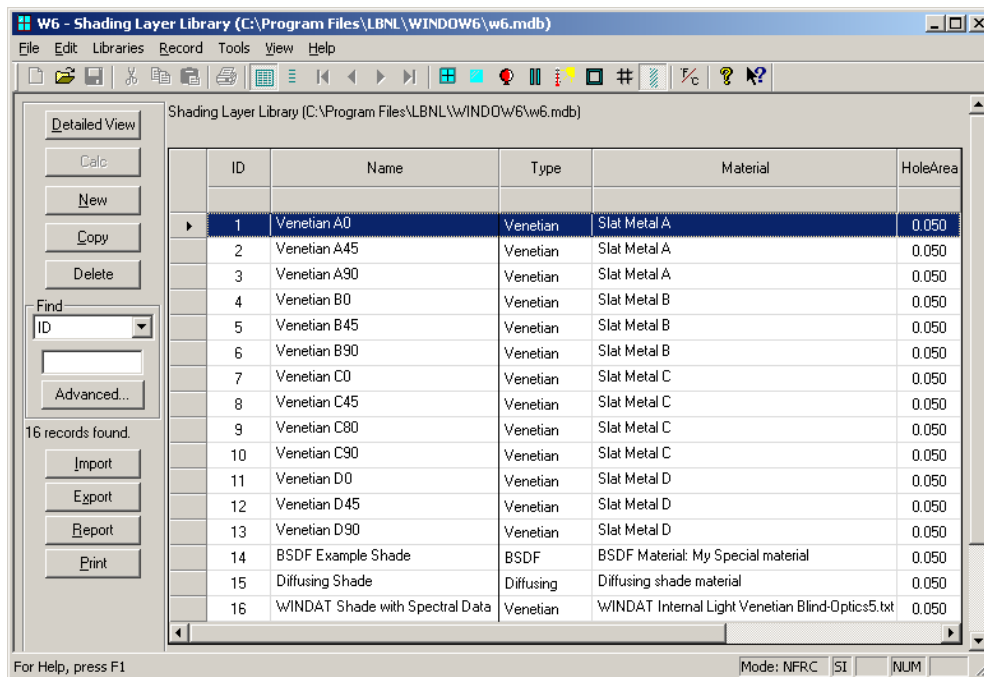 W6 - Shading Layer Library (C:\Program Files\LBNL\WINDOW6\w6.mdb)
File Edit Libraries Record Tools View Help
Shading Layer Library (C:\Program Files\LBNL\WINDOW6\w6.mdb)
Detailed View
Calc
New
Copy
Delete
Find
ID
Advanced...
16 records found.
Import
Export
Report
Print
ID Name Type Material HoleArea
1 Venetian A0 Venetian Slat Metal A 0.050
2 Venetian A45 Venetian Slat Metal A 0.050
3 Venetian A90 Venetian Slat Metal A 0.050
4 Venetian B0 Venetian Slat Metal B 0.050
5 Venetian B45 Venetian Slat Metal B 0.050
6 Venetian B90 Venetian Slat Metal B 0.050
7 Venetian C0 Venetian Slat Metal C 0.050
8 Venetian C45 Venetian Slat Metal C 0.050
9 Venetian C80 Venetian Slat Metal C 0.050
10 Venetian C90 Venetian Slat Metal C 0.050
11 Venetian D0 Venetian Slat Metal D 0.050
12 Venetian D45 Venetian Slat Metal D 0.050
13 Venetian D90 Venetian Slat Metal D 0.050
14 BSDF Example Shade BSDF BSDF Material: My Special material 0.050
15 Diffusing Shade Diffusing Diffusing shade material 0.050
16 WINDAT Shade with Spectral Data Venetian WINDAT Internal Light Venetian Blind-Optics5.txt 0.050
For Help, press F1 Mode: NFRC SI NUM